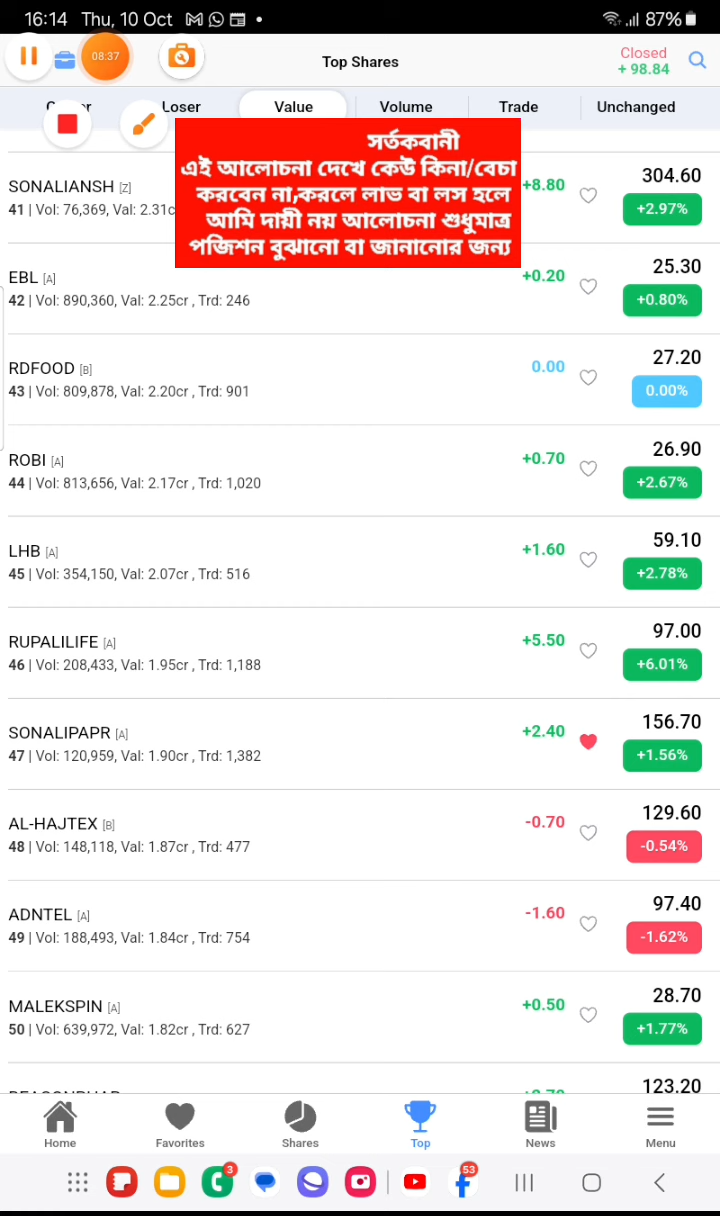 16:14 Thu, 10 Oct
87%
08:37
Top Shares
Closed
+ 98.84
Loser
Value
Volume
Trade
Unchanged
সর্তকবানী
এই আলোচনা দেখে কেউ কিনা/বেচা
করবেন না,করলে লাভ বা লস হলে
আমি দায়ী নয় আলোচনা শুধুমাত্র
পজিশন বুঝানো বা জানানোর জন্য
SONALIANSH [Z]
+8.80
304.60
41 | Vol: 76,369, Val: 2.31c
+2.97%
EBL [A]
+0.20
25.30
42 | Vol: 890,360, Val: 2.25cr , Trd: 246
+0.80%
RDFOOD [B]
0.00
27.20
43 | Vol: 809,878, Val: 2.20cr , Trd: 901
0.00%
ROBI [A]
+0.70
26.90
44 | Vol: 813,656, Val: 2.17cr , Trd: 1,020
+2.67%
LHB [A]
+1.60
59.10
45 | Vol: 354,150, Val: 2.07cr , Trd: 516
+2.78%
RUPALILIFE [A]
+5.50
97.00
46 | Vol: 208,433, Val: 1.95cr , Trd: 1,188
+6.01%
SONALIPAPR [A]
+2.40
156.70
47 | Vol: 120,959, Val: 1.90cr , Trd: 1,382
+1.56%
AL-HAJTEX [B]
-0.70
129.60
48 | Vol: 148,118, Val: 1.87cr , Trd: 477
-0.54%
ADNTEL [A]
-1.60
97.40
49 | Vol: 188,493, Val: 1.84cr , Trd: 754
-1.62%
MALEKSPIN [A]
+0.50
28.70
50 | Vol: 639,972, Val: 1.82cr , Trd: 627
+1.77%
123.20
Home
Favorites
Shares
Top
News
Menu
3
53